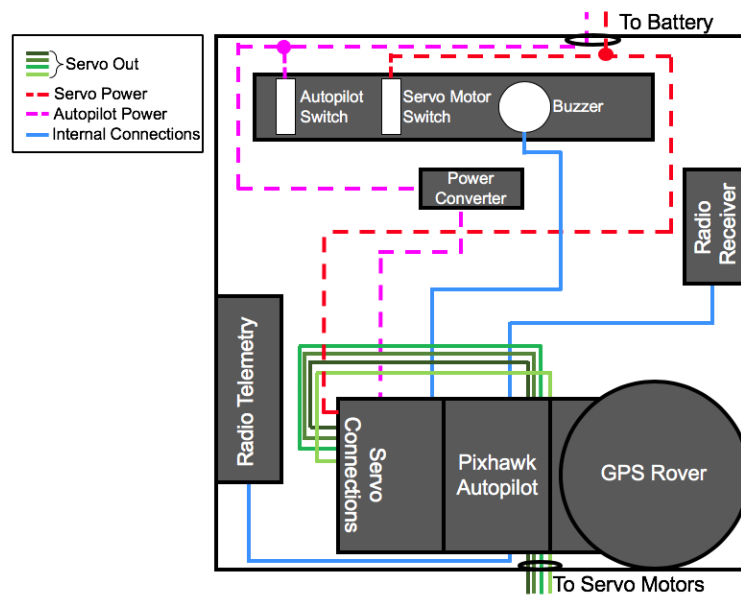 To Battery
Servo Out
Servo Power
Autopilot Power
Internal Connections
Autopilot
Switch
Servo Motor
Switch
Buzzer
Power
Converter
Radio
Receiver
Radio Telemetry
Servo
Connections
Pixhawk
Autopilot
GPS Rover
To Servo Motors